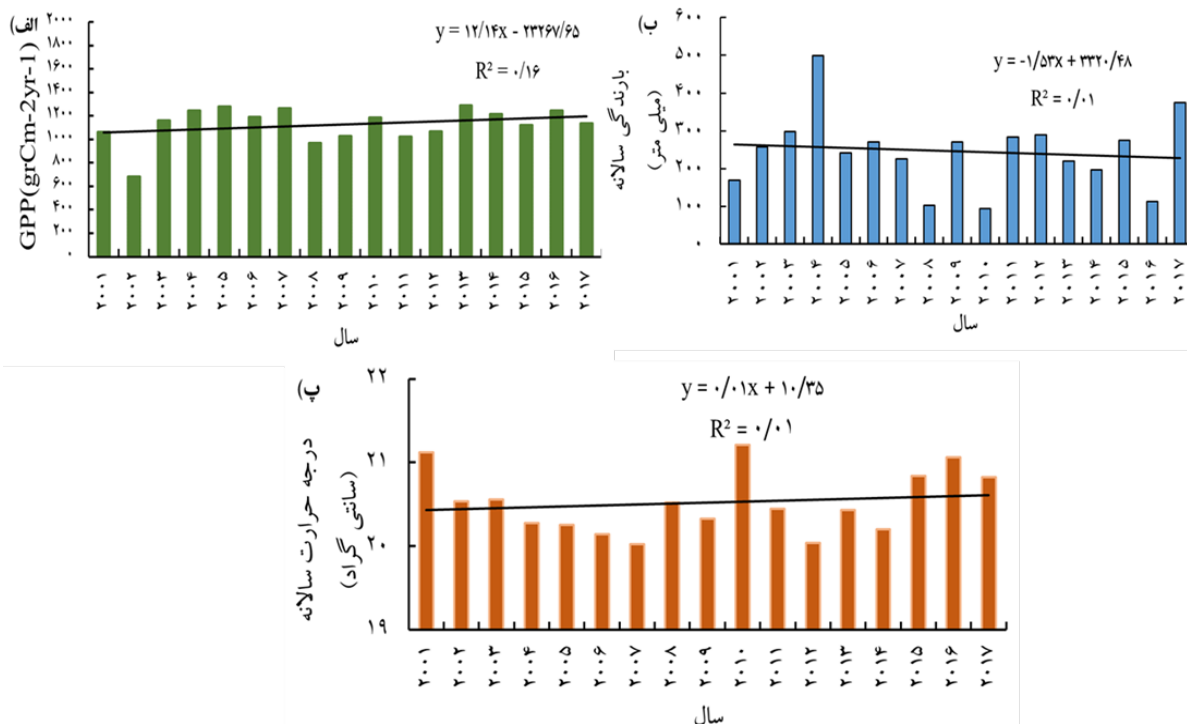 الف)
GPP(grCm-2yr-1)
y = ۱۲/۱۴x - ۲۳۲۶۷/۶۵
R² = ۰/۱۶
۲۰۰۰
۱۸۰۰
۱۶۰۰
۱۴۰۰
۱۲۰۰
۱۰۰۰
۸۰۰
۶۰۰
۴۰۰
۲۰۰
۰
۲۰۰۱ ۲۰۰۲ ۲۰۰۳ ۲۰۰۴ ۲۰۰۵ ۲۰۰۶ ۲۰۰۷ ۲۰۰۸ ۲۰۰۹ ۲۰۱۰ ۲۰۱۱ ۲۰۱۲ ۲۰۱۳ ۲۰۱۴ ۲۰۱۵ ۲۰۱۶ ۲۰۱۷
سال
ب)
بارندگی سالانه
(میلی متر)
y = -۱/۵۳x + ۳۳۲۰/۴۸
R² = ۰/۰۱
۶۰۰
۵۰۰
۴۰۰
۳۰۰
۲۰۰
۱۰۰
۰
۲۰۰۱ ۲۰۰۲ ۲۰۰۳ ۲۰۰۴ ۲۰۰۵ ۲۰۰۶ ۲۰۰۷ ۲۰۰۸ ۲۰۰۹ ۲۰۱۰ ۲۰۱۱ ۲۰۱۲ ۲۰۱۳ ۲۰۱۴ ۲۰۱۵ ۲۰۱۶ ۲۰۱۷
سال
پ)
درجه حرارت سالانه
(سانتی گراد)
y = ۰/۰۱x + ۱۰/۳۵
R² = ۰/۰۱
۲۲
۲۱
۲۰
۱۹
۲۰۰۱ ۲۰۰۲ ۲۰۰۳ ۲۰۰۴ ۲۰۰۵ ۲۰۰۶ ۲۰۰۷ ۲۰۰۸ ۲۰۰۹ ۲۰۱۰ ۲۰۱۱ ۲۰۱۲ ۲۰۱۳ ۲۰۱۴ ۲۰۱۵ ۲۰۱۶ ۲۰۱۷
سال